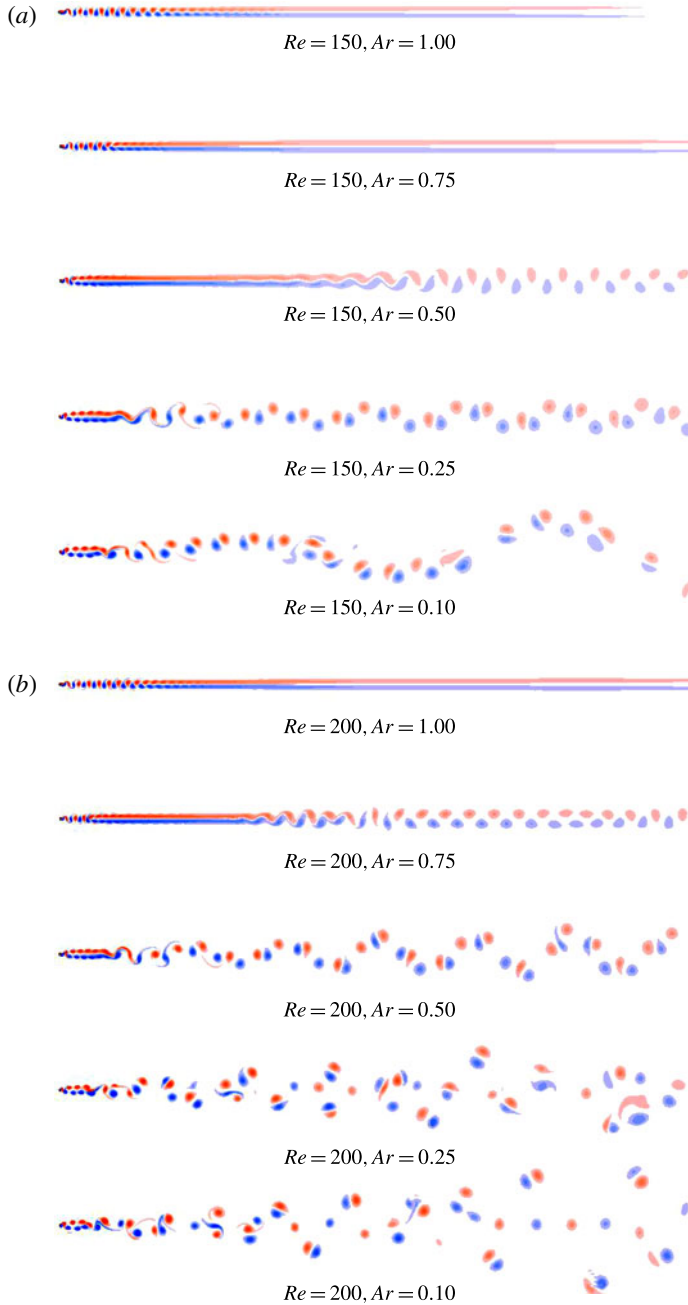 (a)
Re = 150, Ar = 1.00
Re = 150, Ar = 0.75
Re = 150, Ar = 0.50
Re = 150, Ar = 0.25
Re = 150, Ar = 0.10
(b)
Re = 200, Ar = 1.00
Re = 200, Ar = 0.75
Re = 200, Ar = 0.50
Re = 200, Ar = 0.25
Re = 200, Ar = 0.10